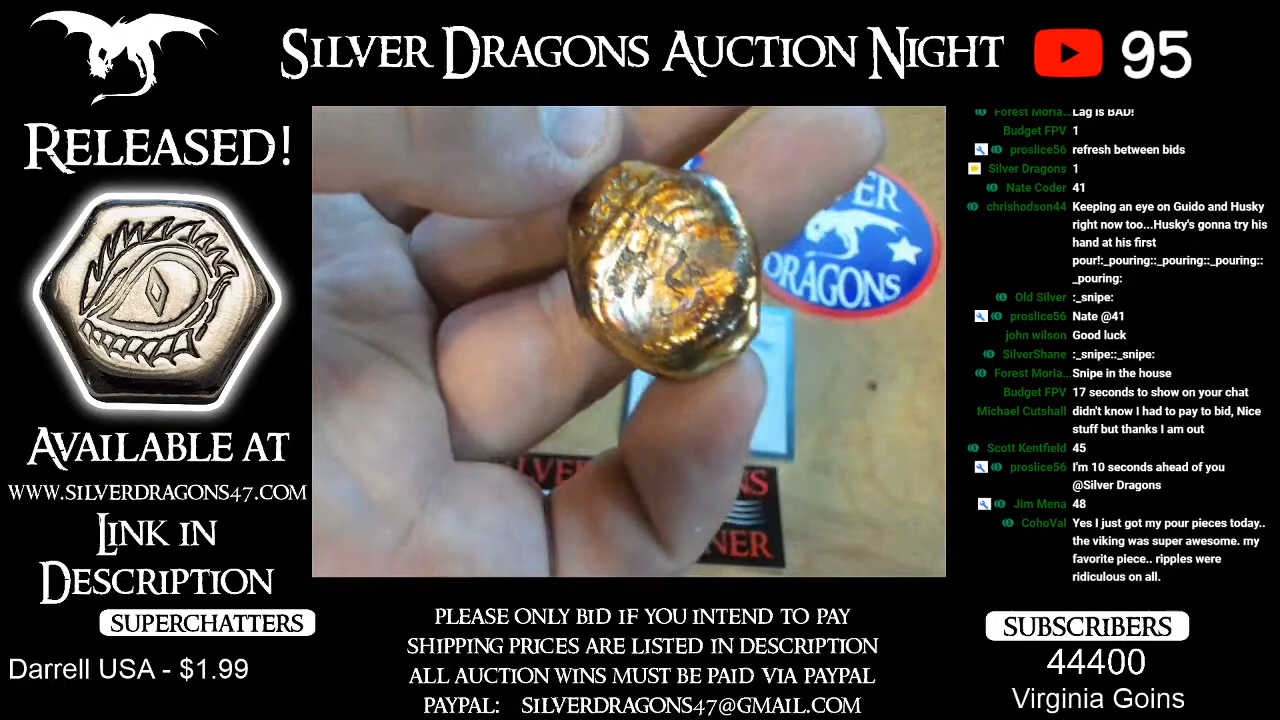 SILVER DRAGONS AUCTION NIGHT
95
RELEASED!
AVAILABLE AT
WWW.SILVERDRAGONS47.COM
LINK IN
DESCRIPTION
SUPERCHATTERS
Darrell USA - $1.99
VER
DRAGONS
NS
NER
Forest Moria... Lag is BAD!
Budget FPV 1
proslice56 refresh between bids
Silver Dragons 1
Nate Coder 41
chrishodson44 Keeping an eye on Guido and Husky
right now too...Husky's gonna try his
hand at his first
pour!:_pouring::_pouring::_pouring::
_pouring:
Old Silver :_snipe:
proslice56 Nate @41
john wilson Good luck
SilverShane :_snipe::_snipe:
Forest Moria... Snipe in the house
Budget FPV 17 seconds to show on your chat
Michael Cutshall didn't know I had to pay to bid, Nice
stuff but thanks I am out
Scott Kentfield 45
proslice56 I'm 10 seconds ahead of you
@Silver Dragons
Jim Mena 48
CohoVal Yes I just got my pour pieces today..
the viking was super awesome. my
favorite piece.. ripples were
ridiculous on all.
PLEASE ONLY BID IF YOU INTEND TO PAY
SHIPPING PRICES ARE LISTED IN DESCRIPTION
ALL AUCTION WINS MUST BE PAID VIA PAYPAL
PAYPAL: SILVERDRAGONS47@GMAIL.COM
SUBSCRIBERS
44400
Virginia Goins